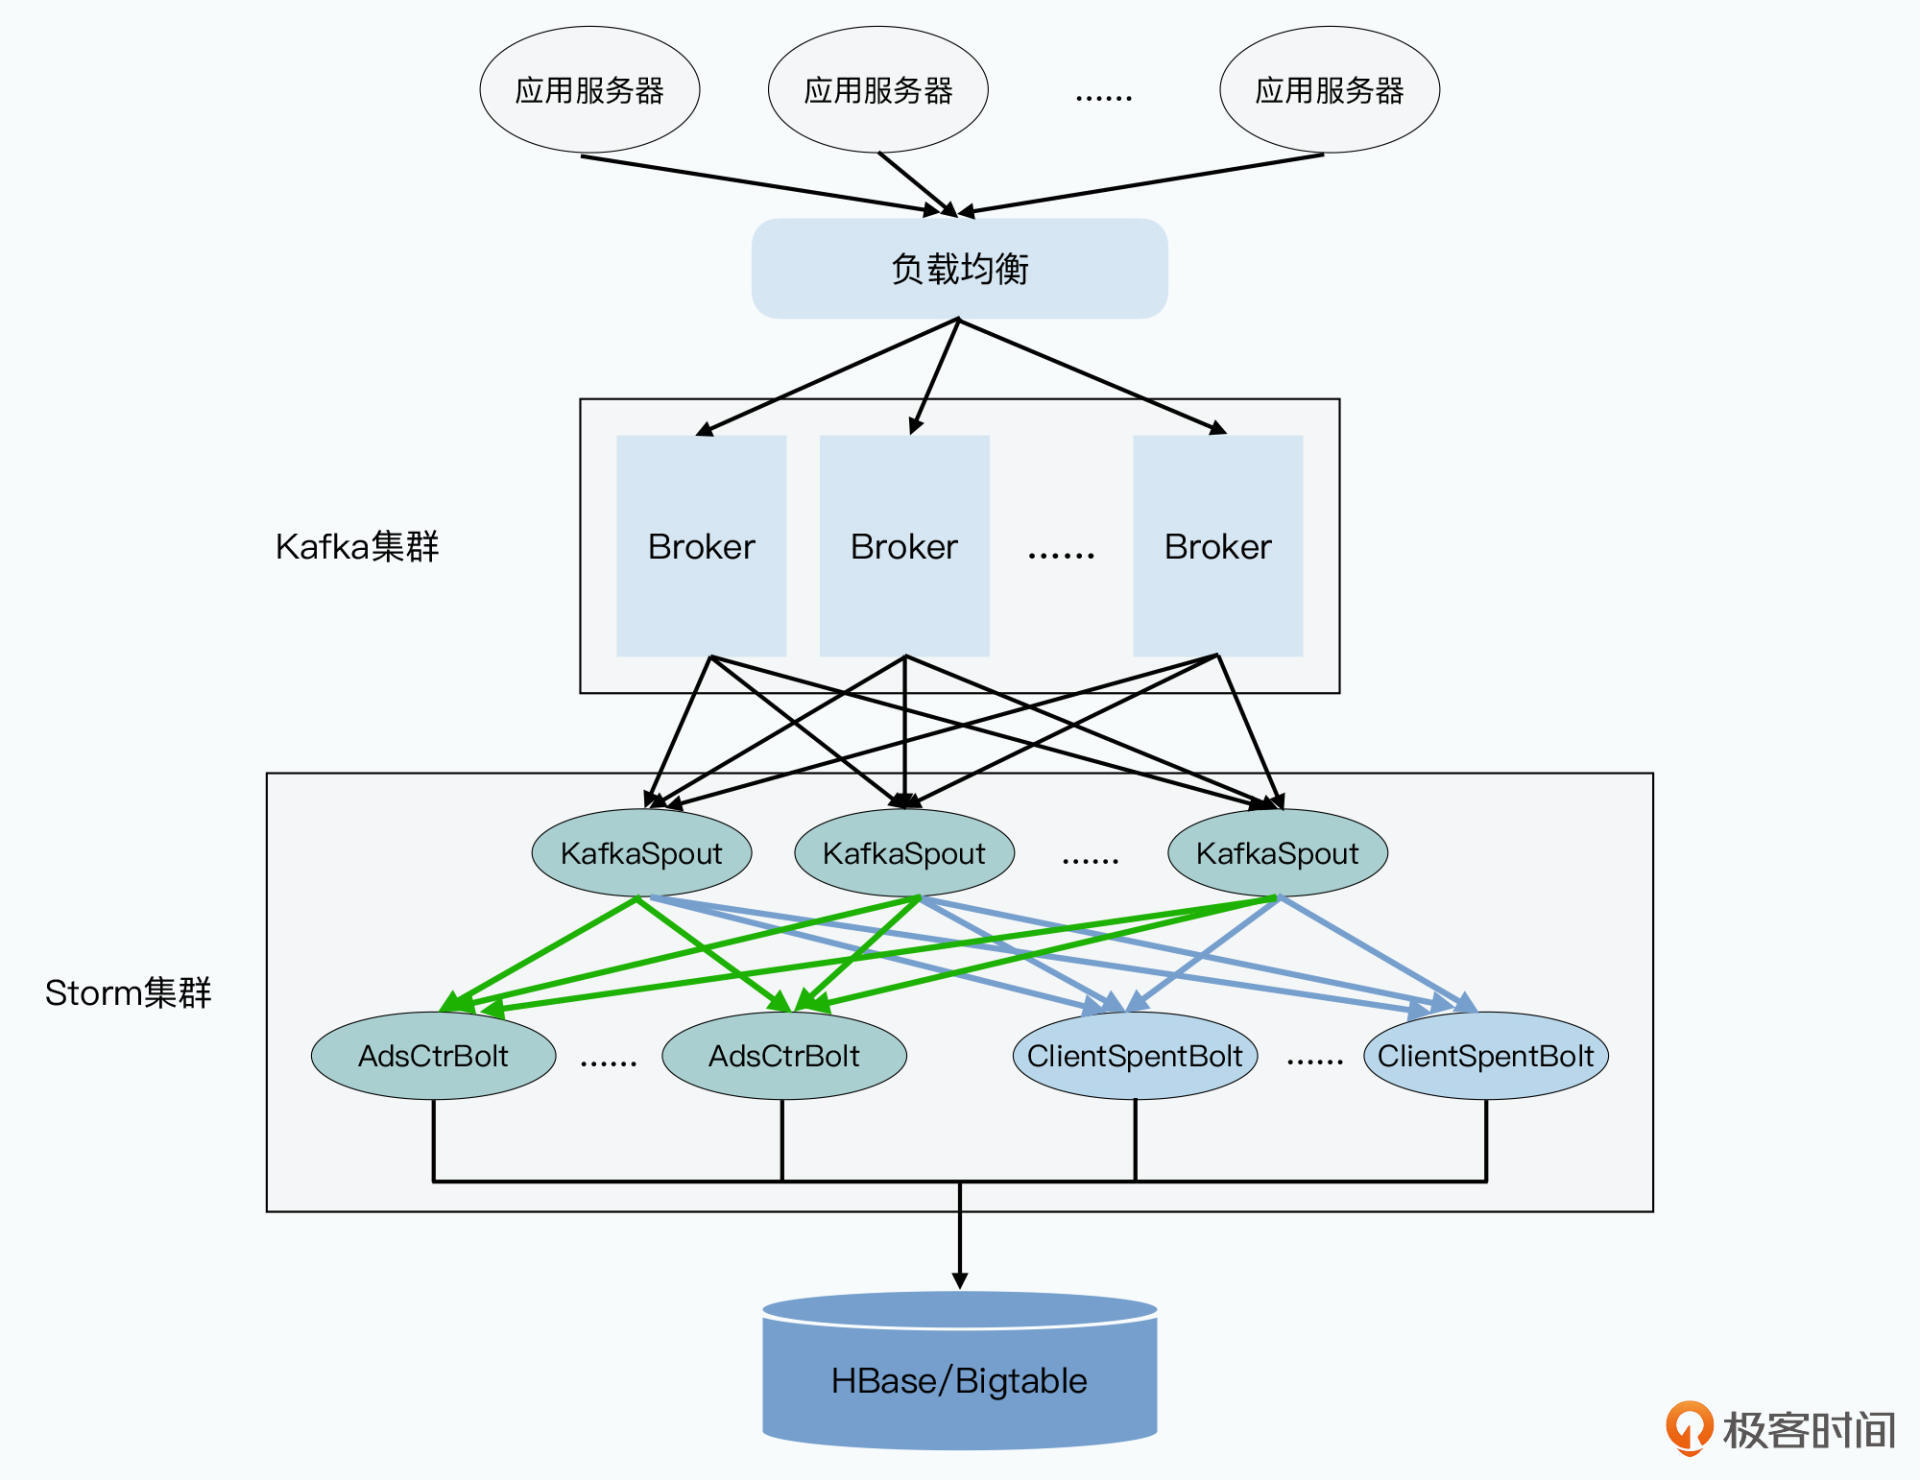 应用服务器
应用服务器
......
应用服务器
负载均衡
Kafka集群
Broker
Broker
......
Broker
KafkaSpout
KafkaSpout
......
KafkaSpout
Storm集群
AdsCtrBolt
......
AdsCtrBolt
ClientSpentBolt
......
ClientSpentBolt
HBase/Bigtable
极客时间